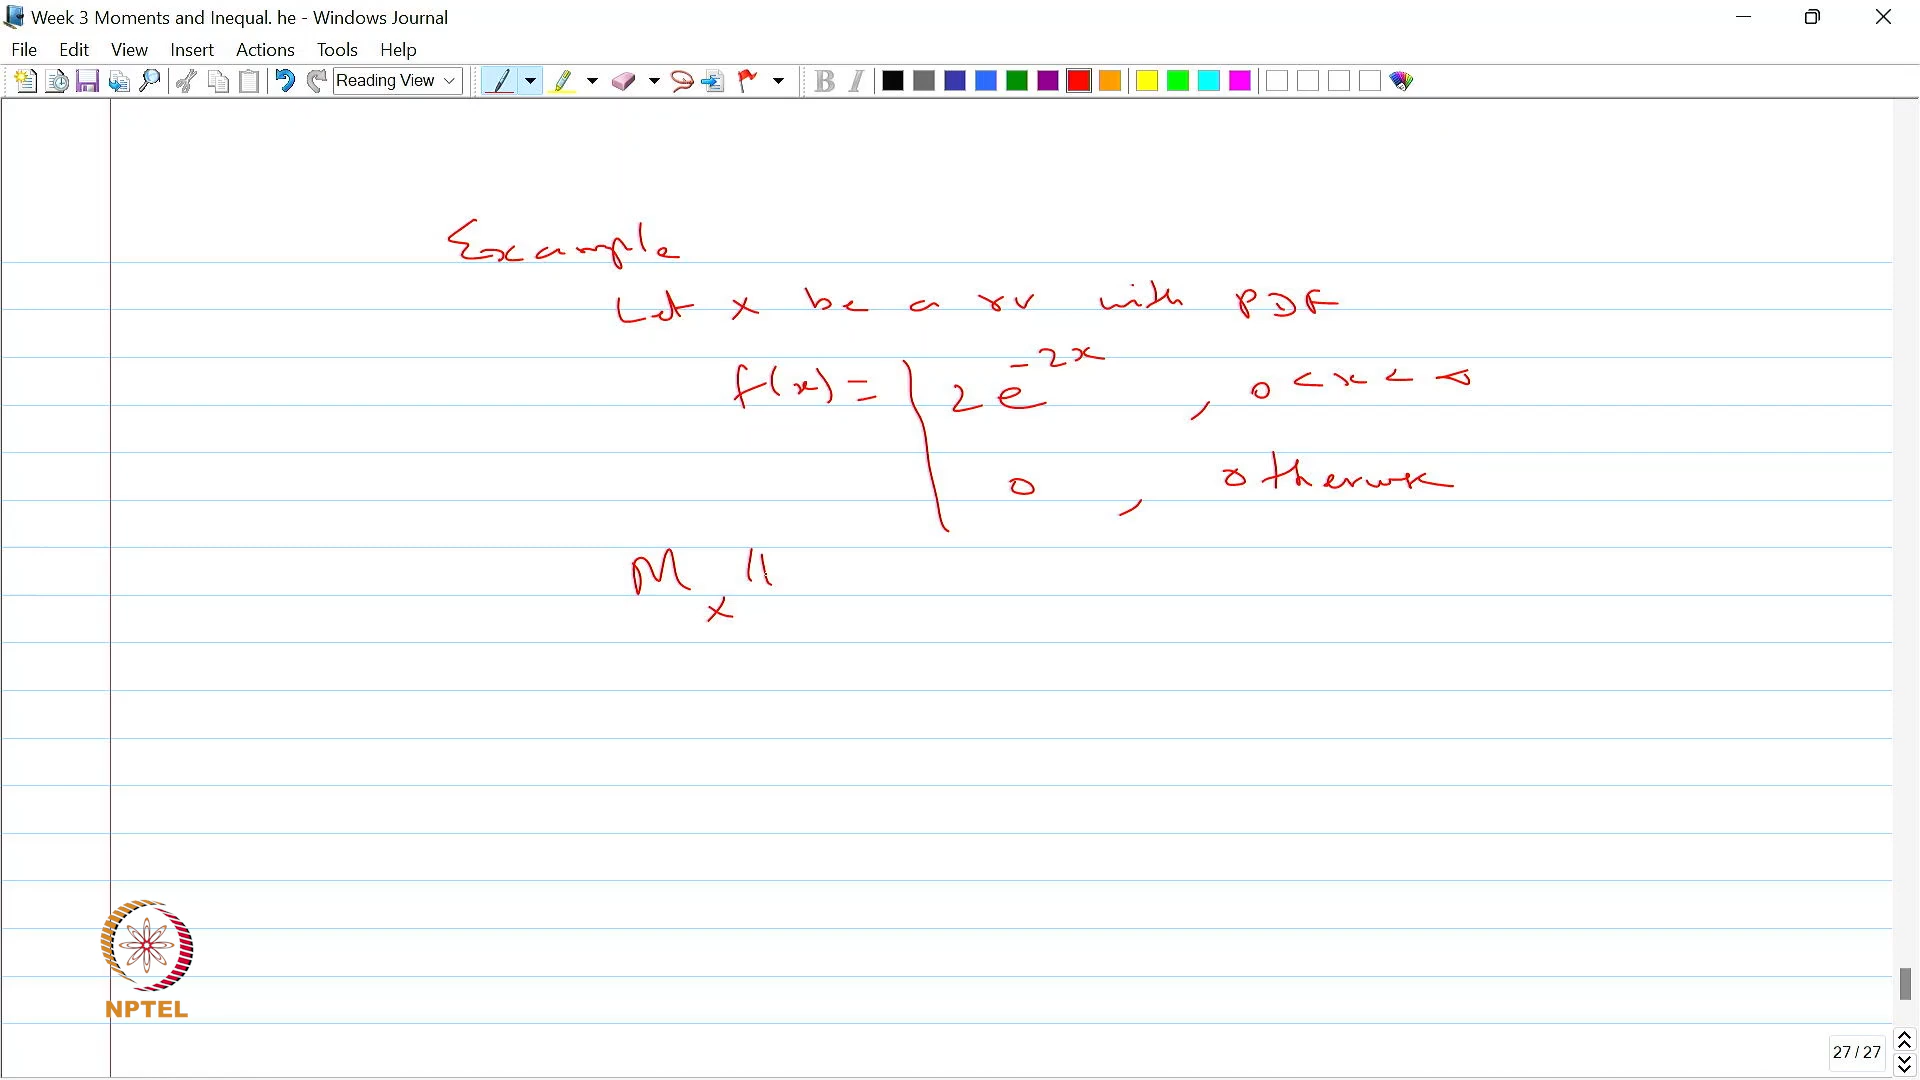 Week 3 Moments and Inequal. he - Windows Journal
File Edit View Insert Actions Tools Help
Reading View B I
Example
Let X be a rv with PDF
f(x) = { 2e^{-2x} , 0 < x < ∞
0 , otherwise
M_X
NPTEL
27 / 27